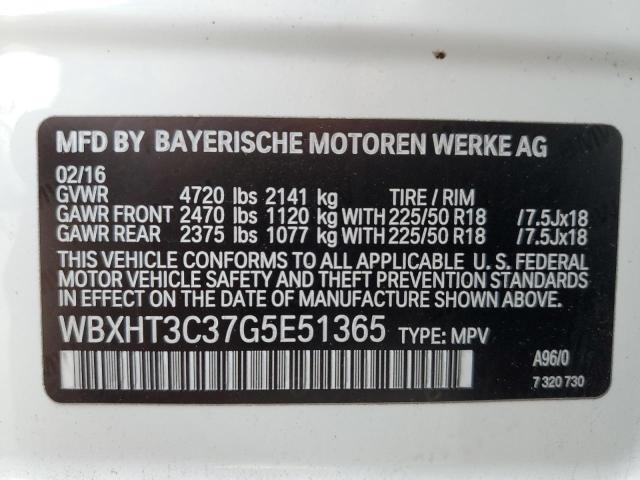 MFD BY BAYERISCHE MOTOREN WERKE AG
02/16
GVWR 4720 lbs 2141 kg TIRE / RIM
GAWR FRONT 2470 lbs 1120 kg WITH 225/50 R18 /7.5Jx18
GAWR REAR 2375 lbs 1077 kg WITH 225/50 R18 /7.5Jx18
THIS VEHICLE CONFORMS TO ALL APPLICABLE U. S. FEDERAL
MOTOR VEHICLE SAFETY AND THEFT PREVENTION STANDARDS
IN EFFECT ON THE DATE OF MANUFACTURE SHOWN ABOVE.
WBXHT3C37G5E51365 TYPE: MPV
A96/0
7 320 730